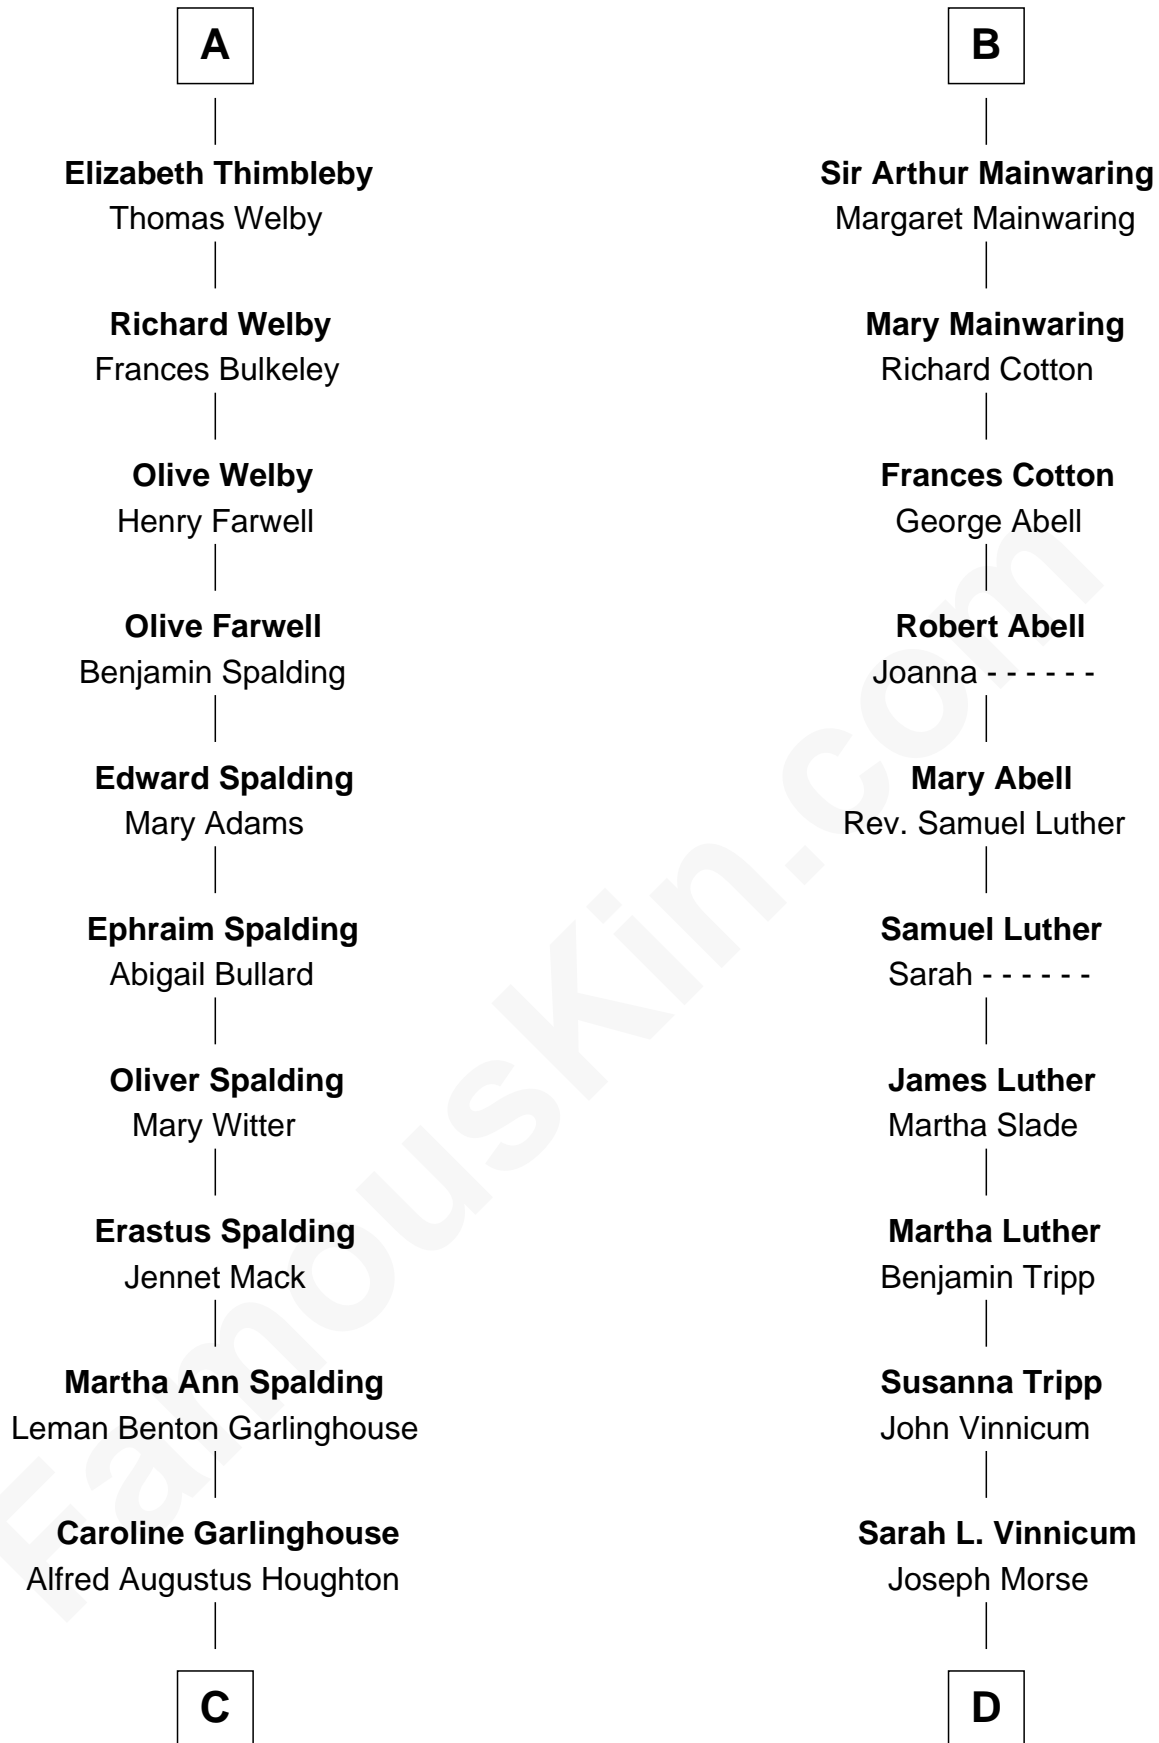 A
Elizabeth Thimbleby
Thomas Welby
Richard Welby
Frances Bulkeley
Olive Welby
Henry Farwell
Olive Farwell
Benjamin Spalding
Edward Spalding
Mary Adams
Ephraim Spalding
Abigail Bullard
Oliver Spalding
Mary Witter
Erastus Spalding
Jennet Mack
Martha Ann Spalding
Leman Benton Garlinghouse
Caroline Garlinghouse
Alfred Augustus Houghton
C
B
Sir Arthur Mainwaring
Margaret Mainwaring
Mary Mainwaring
Richard Cotton
Frances Cotton
George Abell
Robert Abell
Joanna - - - - - -
Mary Abell
Rev. Samuel Luther
Samuel Luther
Sarah - - - - - -
James Luther
Martha Slade
Martha Luther
Benjamin Tripp
Susanna Tripp
John Vinnicum
Sarah L. Vinnicum
Joseph Morse
D
FamousKin.com